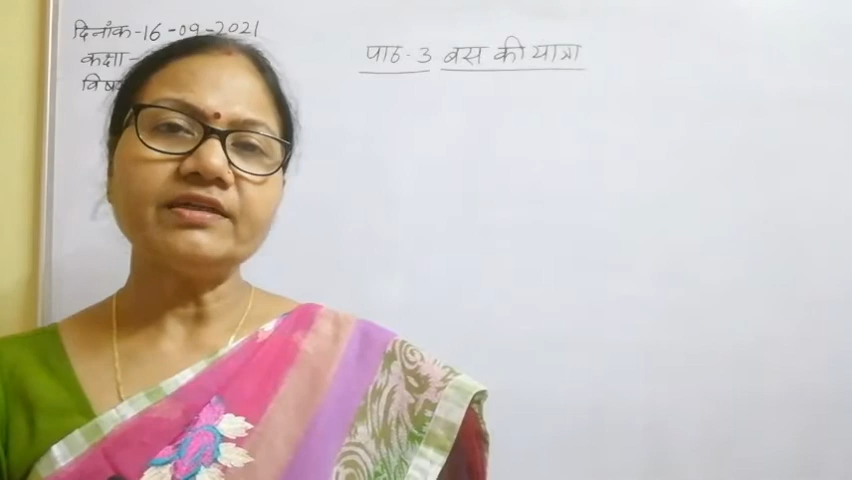 दिनांक-16-09-2021
कक्षा-
पाठ-3 बस की यात्रा